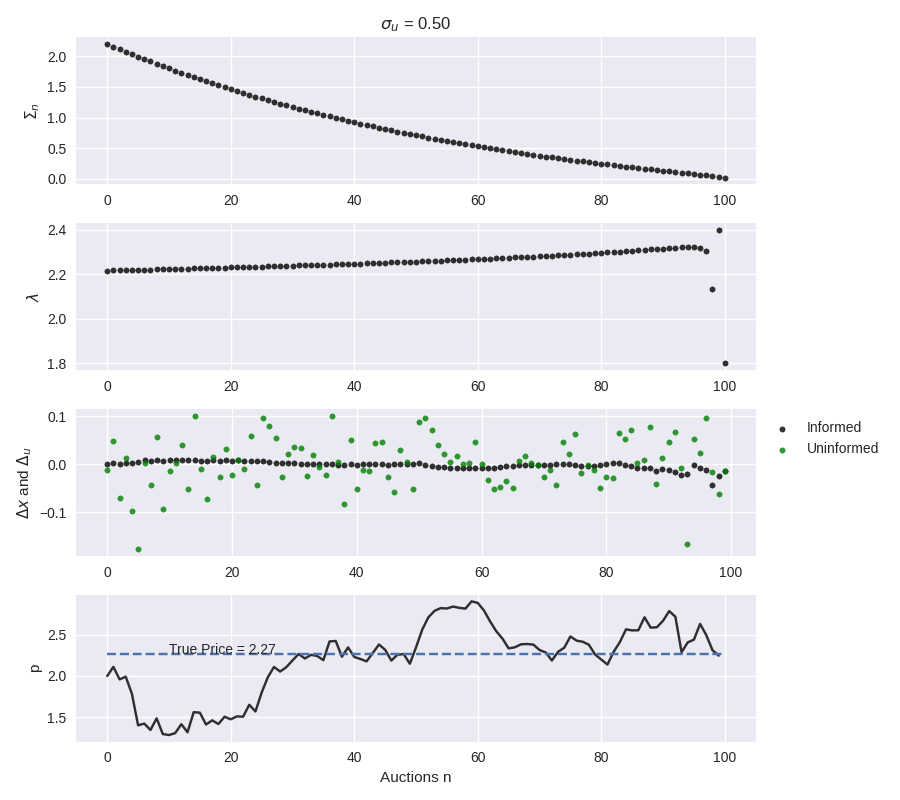 σ_u = 0.50
Σ_n
2.0
1.5
1.0
0.5
0.0
0 20 40 60 80 100
λ
2.4
2.2
2.0
1.8
0 20 40 60 80 100
Δx and Δ_u
0.1
0.0
−0.1
0 20 40 60 80 100
Informed
Uninformed
p
2.5
2.0
1.5
True Price = 2.27
0 20 40 60 80 100
Auctions n